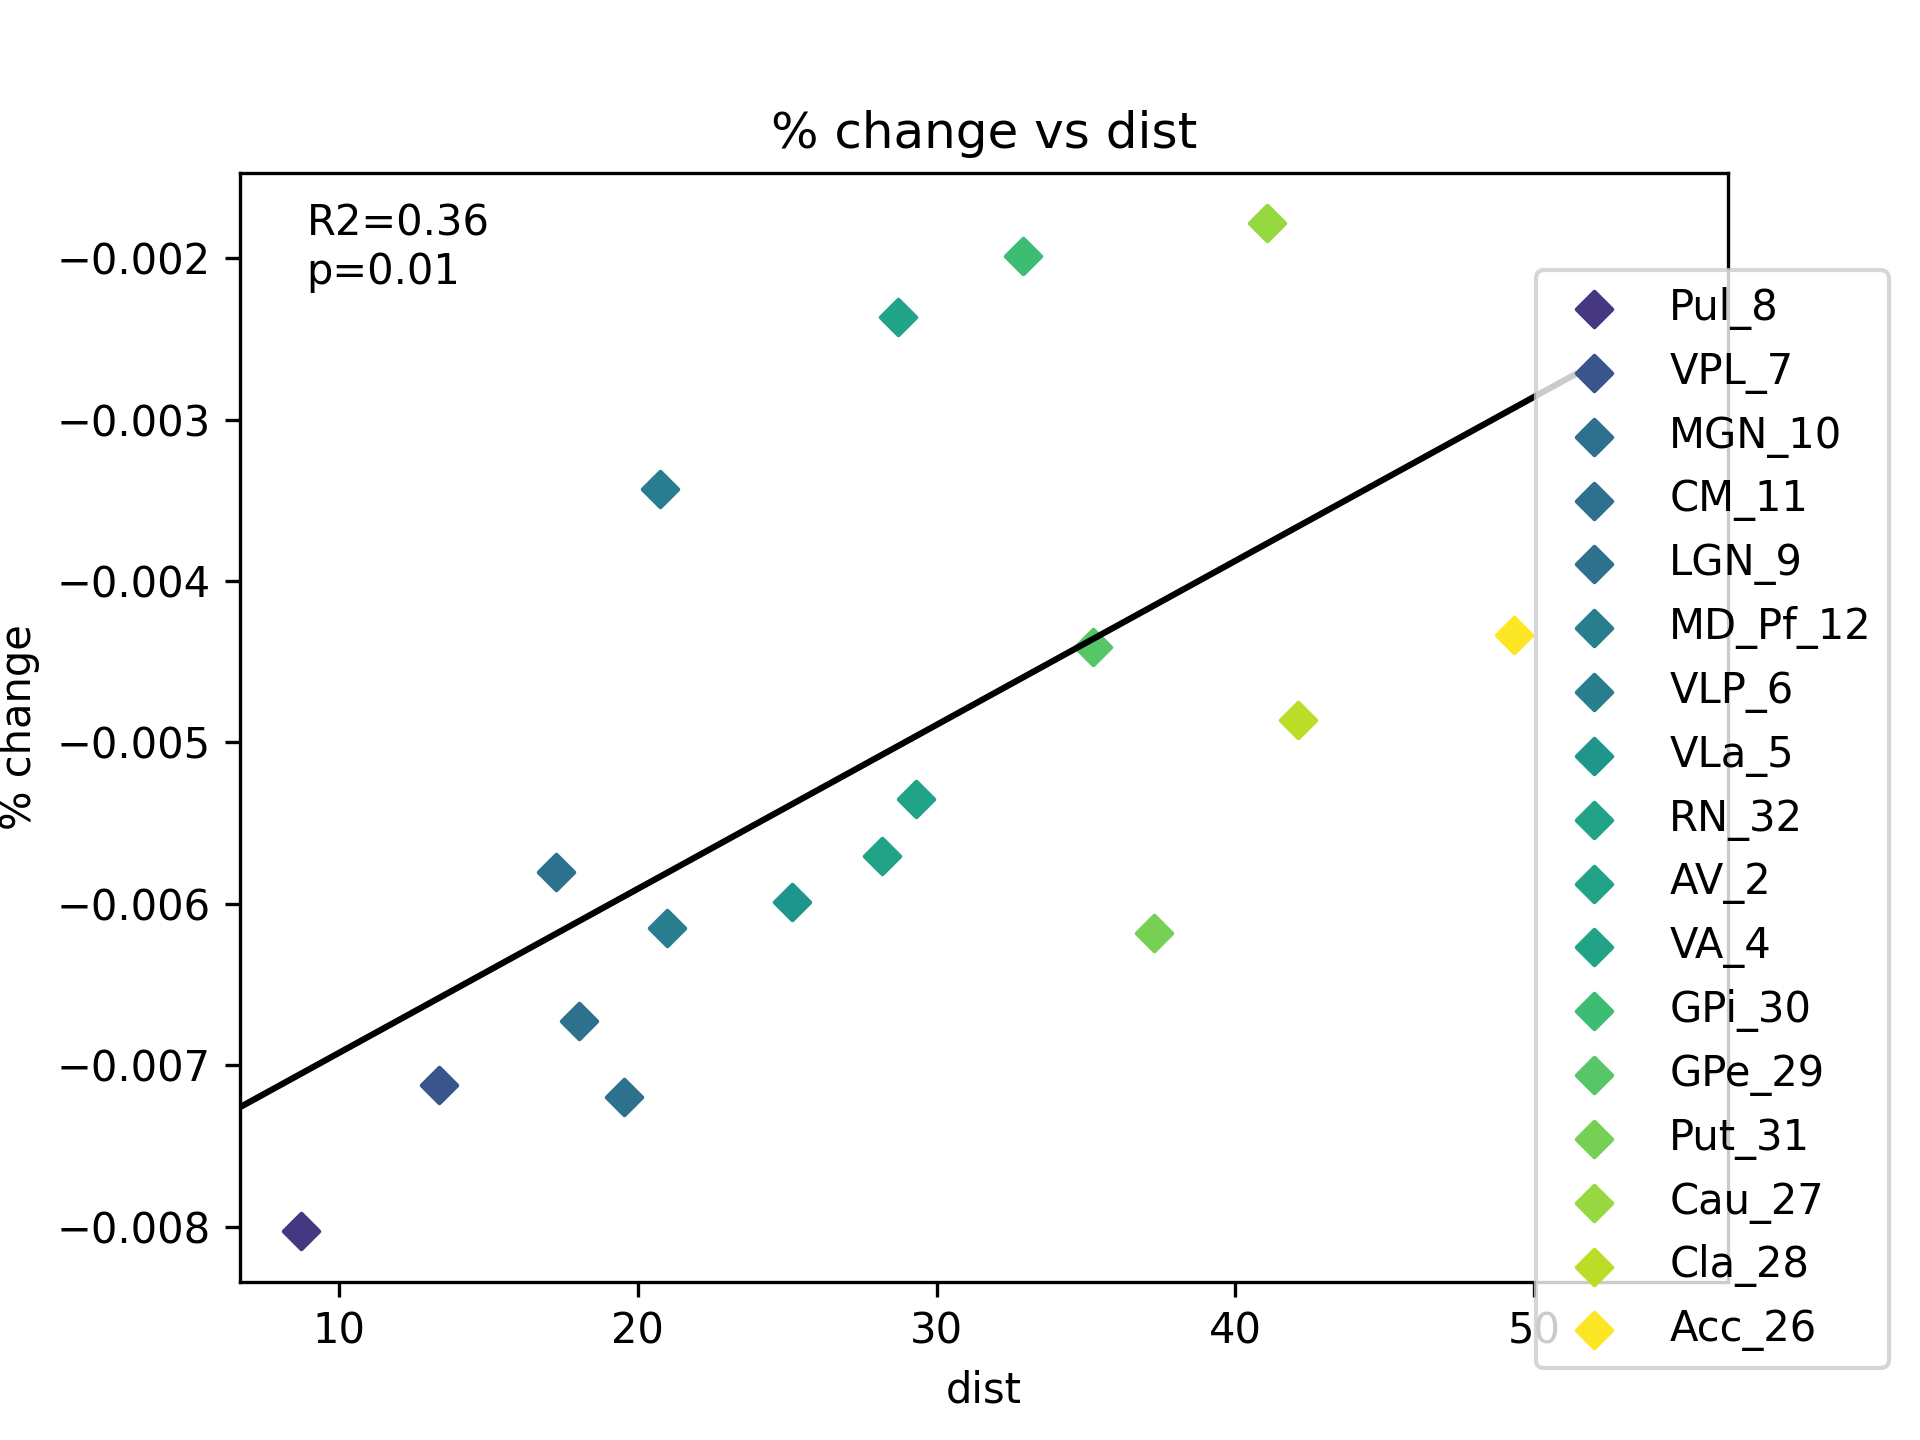 % change vs dist
R2=0.36
p=0.01
−0.002
−0.003
−0.004
−0.005
−0.006
−0.007
−0.008
% change
10 20 30 40 50
dist
Pul_8
VPL_7
MGN_10
CM_11
LGN_9
MD_Pf_12
VLP_6
VLa_5
RN_32
AV_2
VA_4
GPi_30
GPe_29
Put_31
Cau_27
Cla_28
Acc_26